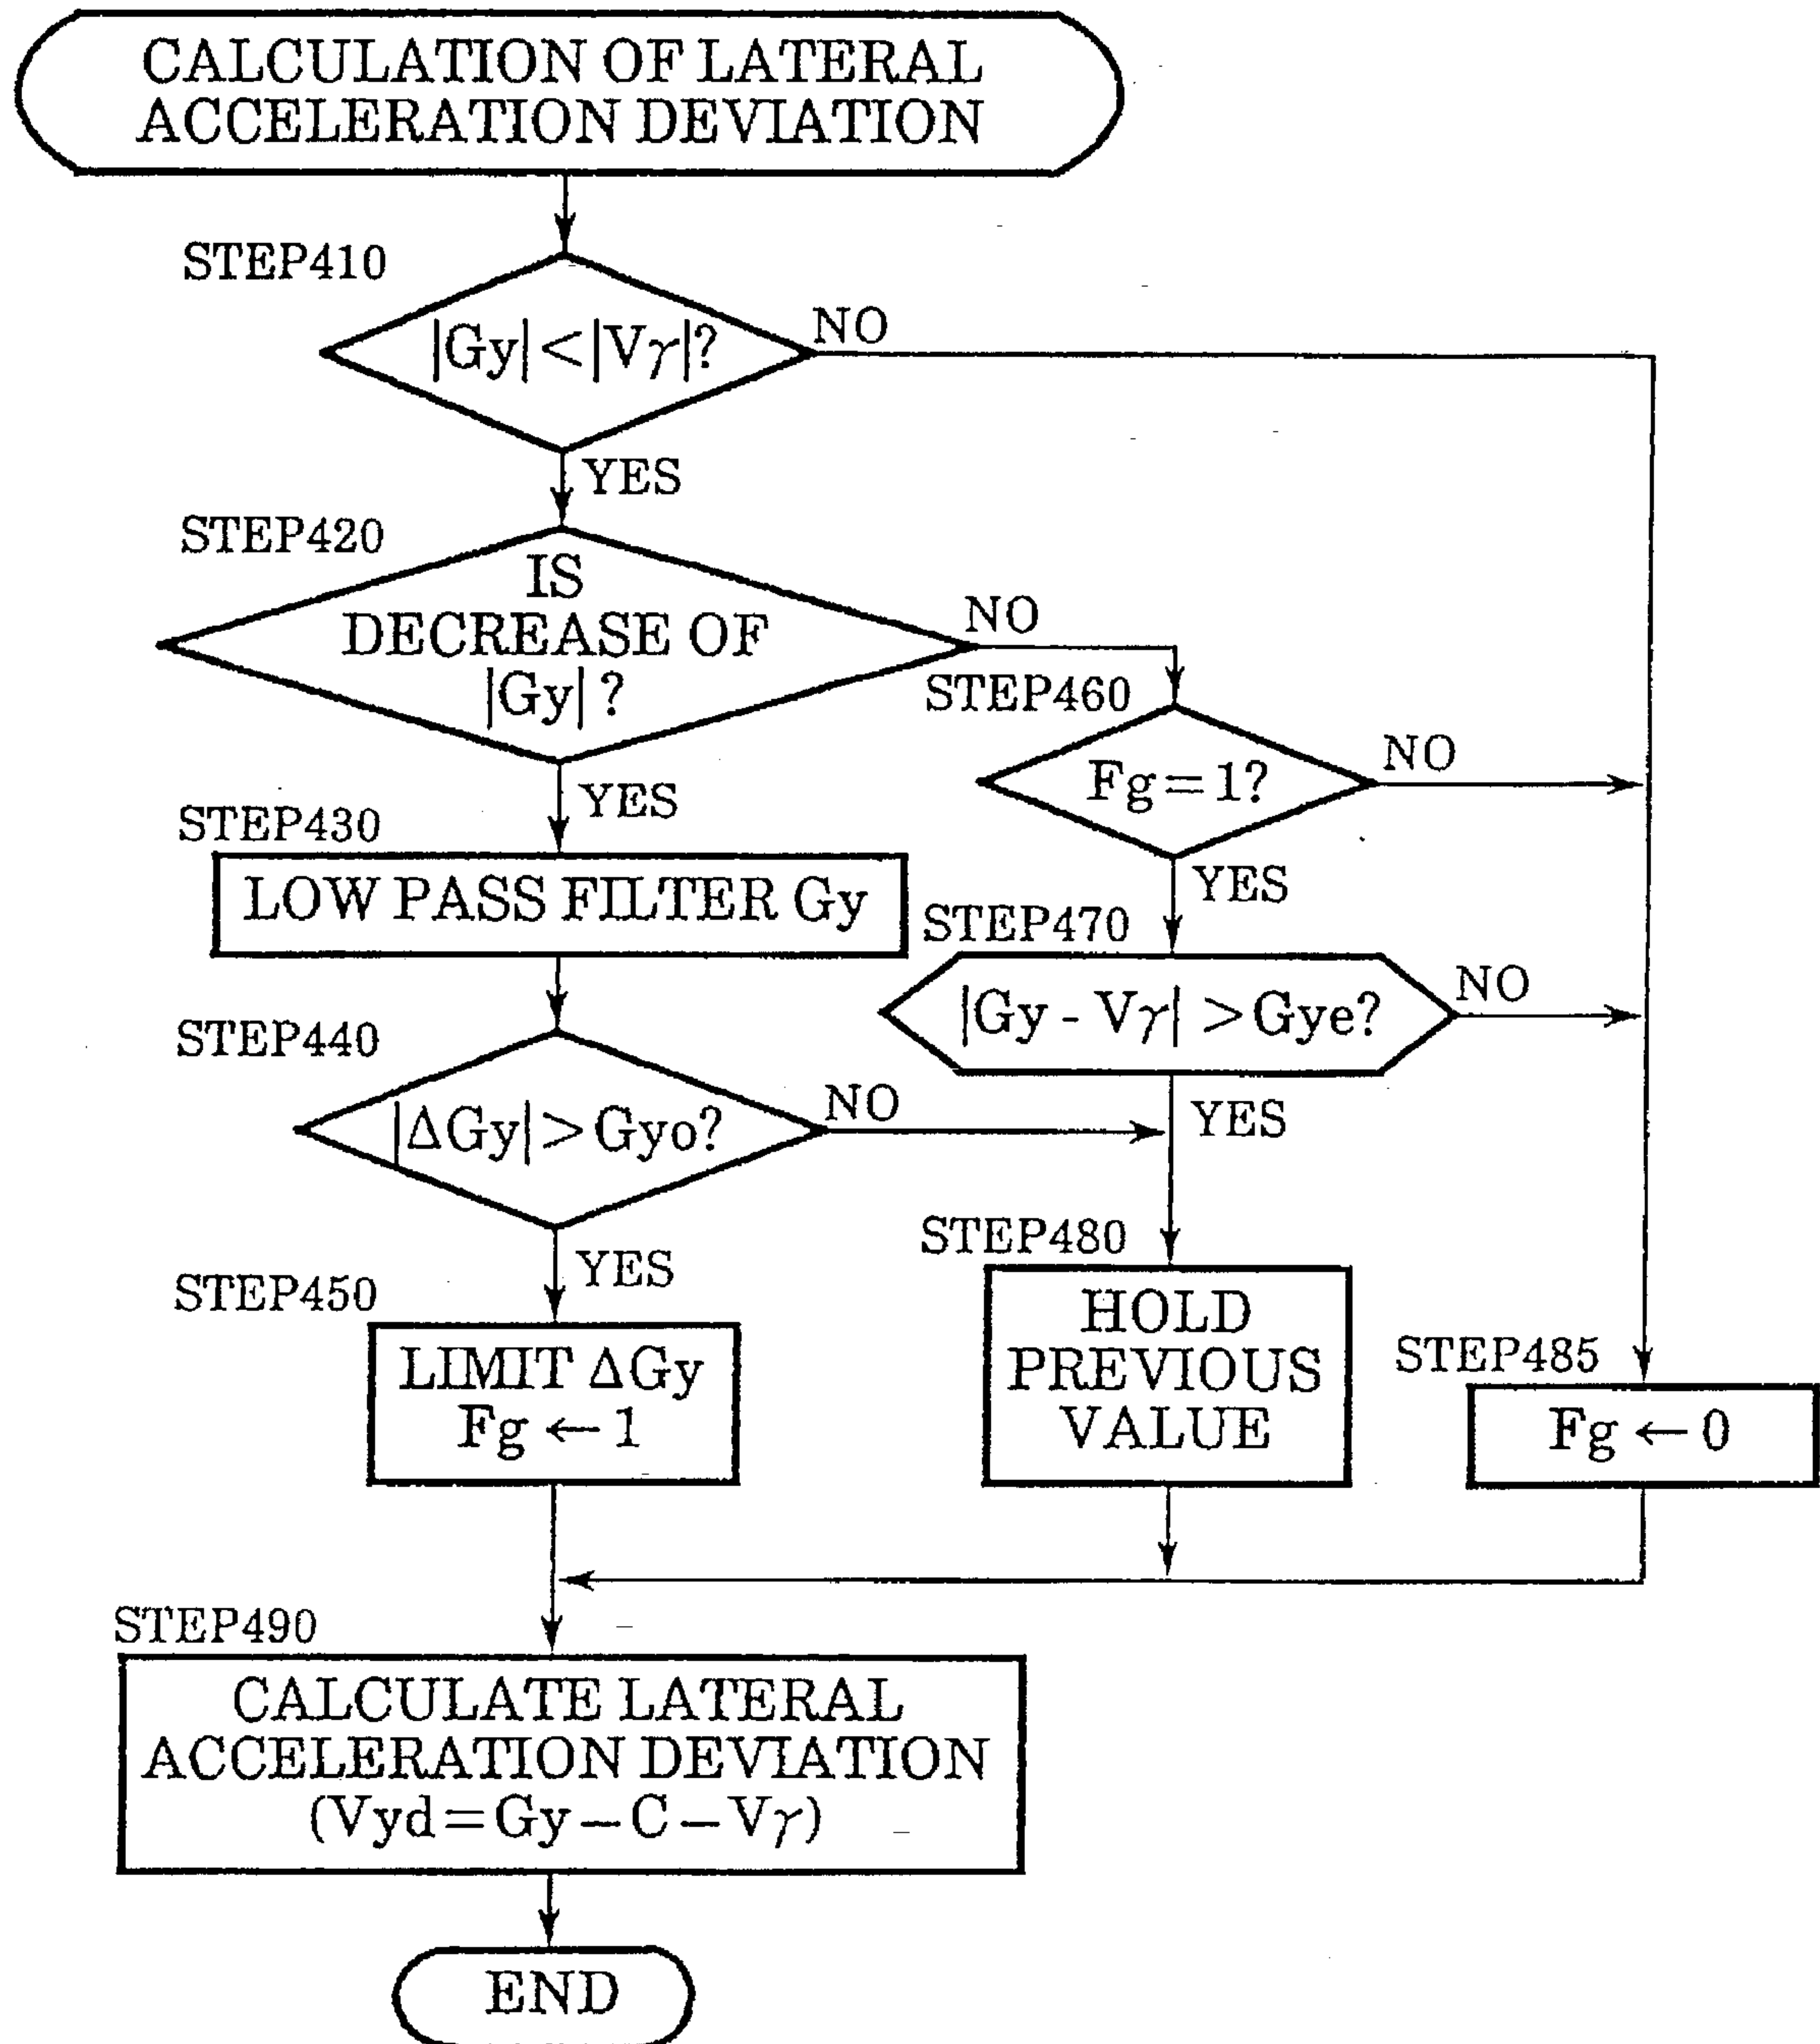 CALCULATION OF LATERAL
ACCELERATION DEVIATION
STEP410
|Gy|<|Vγ|?
NO
YES
STEP420
IS
DECREASE OF
|Gy| ?
NO
YES
STEP460
Fg=1?
NO
YES
STEP430
LOW PASS FILTER Gy
STEP470
|Gy - Vγ| >Gye?
NO
YES
STEP440
|ΔGy|>Gyo?
NO
YES
STEP480
HOLD
PREVIOUS
VALUE
STEP450
LIMIT ΔGy
Fg ← 1
STEP485
Fg ← 0
STEP490
CALCULATE LATERAL
ACCELERATION DEVIATION
(Vyd=Gy–C–Vγ)
END